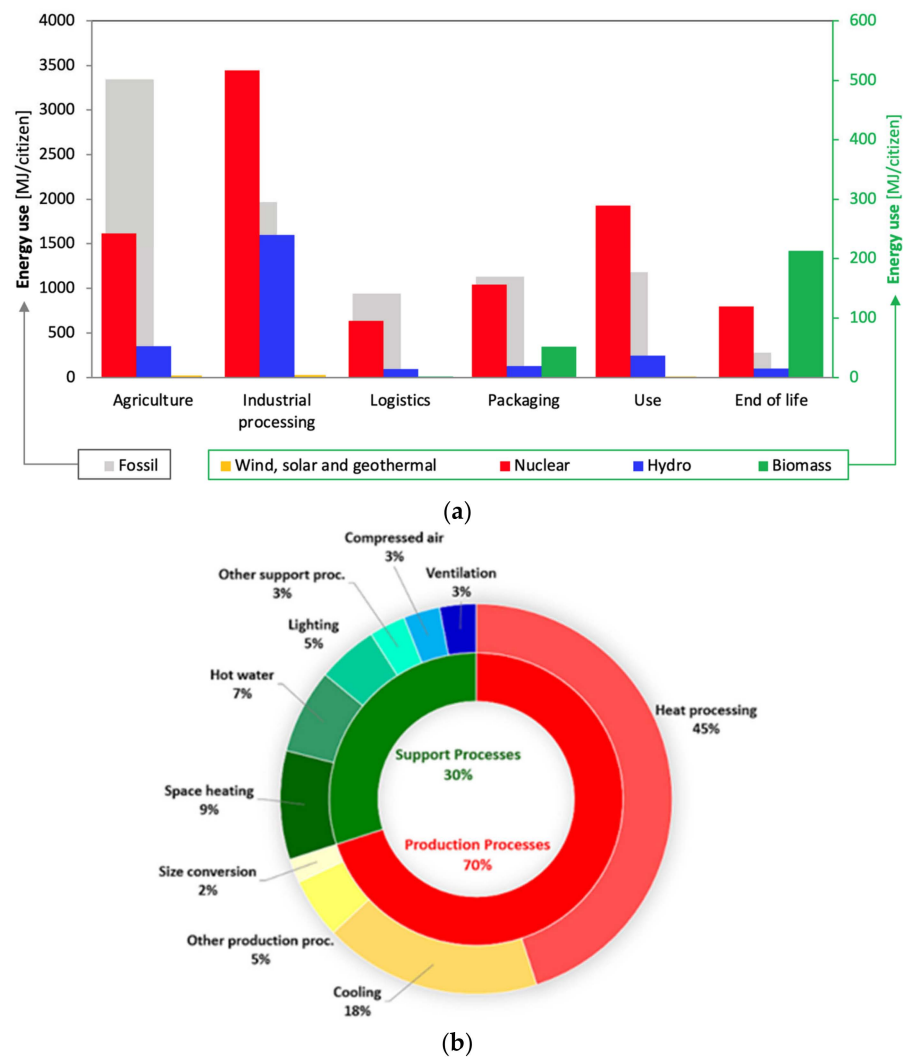 (a)
4000
3500
3000
2500
2000
1500
1000
500
0
Energy use [MJ/citizen]
600
500
400
300
200
100
0
Energy use [MJ/citizen]
Agriculture
Industrial
processing
Logistics
Packaging
Use
End of life
Fossil
Wind, solar and geothermal
Nuclear
Hydro
Biomass
(a)
Compressed air
3%
Ventilation
3%
Other support proc.
3%
Lighting
5%
Hot water
7%
Space heating
9%
Size conversion
2%
Other production proc.
5%
Cooling
18%
Heat processing
45%
Support Processes
30%
Production Processes
70%
(b)